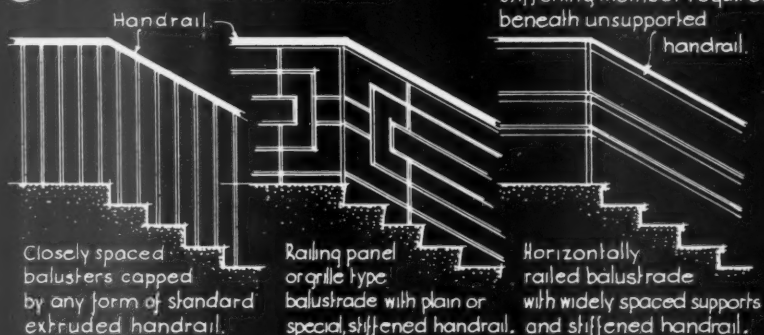 beneath unsupported
handrail.
Handrail
Closely spaced
balusters capped
by any form of standard
extruded handrail.
Railing panel
or grille type
balustrade with plain or
special, stiffened handrail.
Horizontally
railed balustrade
with widely spaced supports
and stiffened handrail.